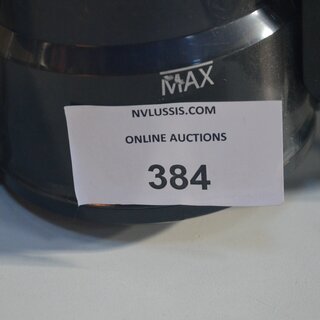 MAX
NVLUSSIS.COM
ONLINE AUCTIONS
384